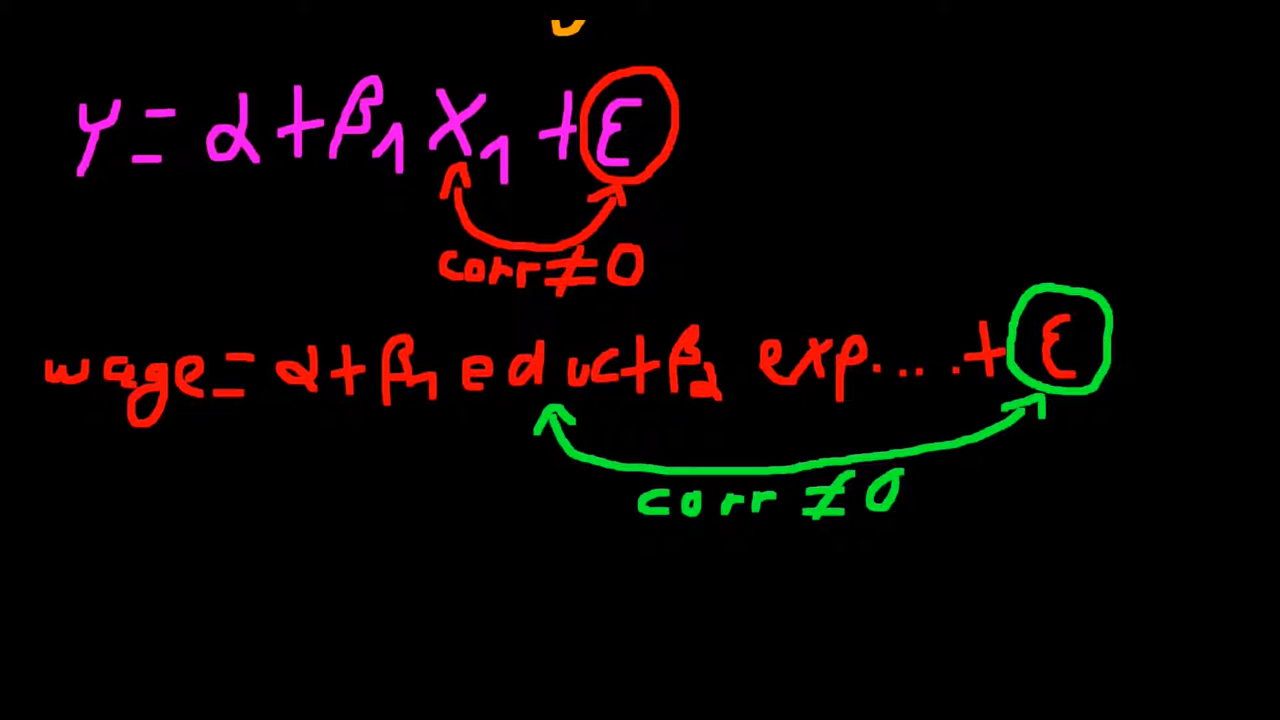 y = α + β1 x1 + ε
corr ≠ 0
wage = α + β1 educ + β2 exp.... + ε
corr ≠ 0